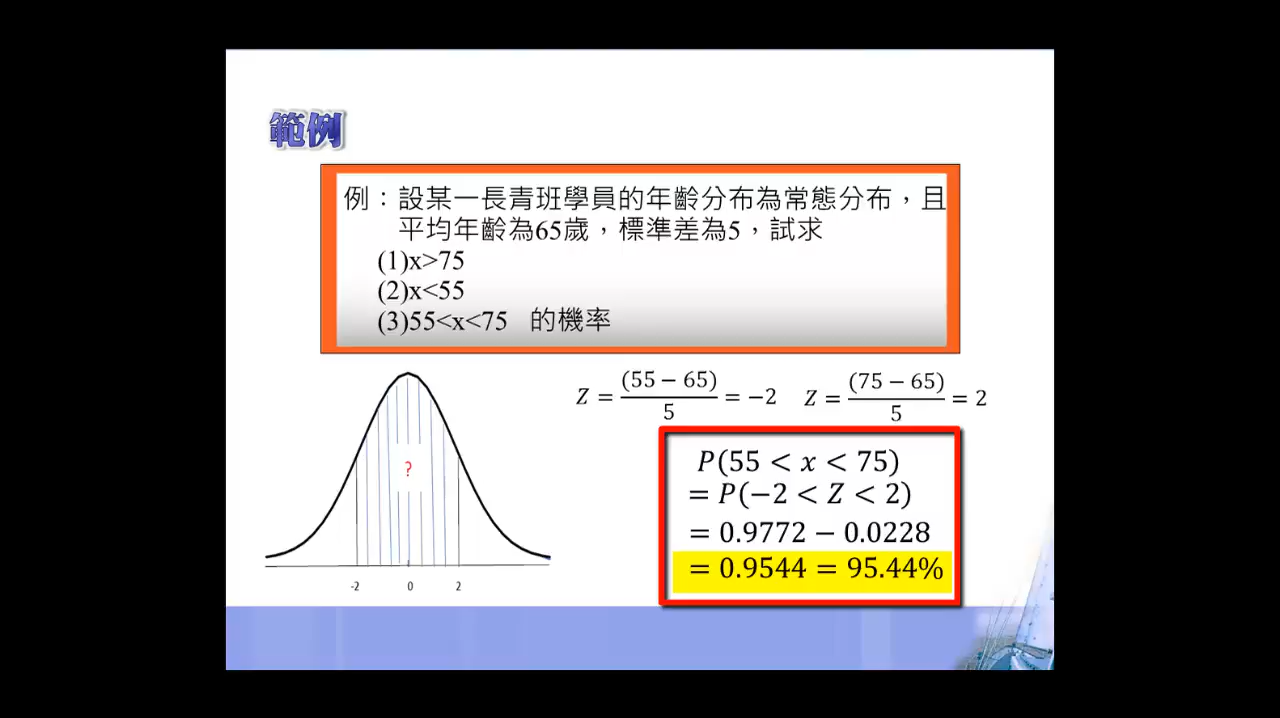 範例
例：設某一長青班學員的年齡分布為常態分布，且
平均年齡為65歲，標準差為5，試求
(1)x>75
(2)x<55
(3)55<x<75 的機率
Z = (55 − 65)/5 = −2 Z = (75 − 65)/5 = 2
P(55 < x < 75)
= P(−2 < Z < 2)
= 0.9772 − 0.0228
= 0.9544 = 95.44%
?
-2 0 2